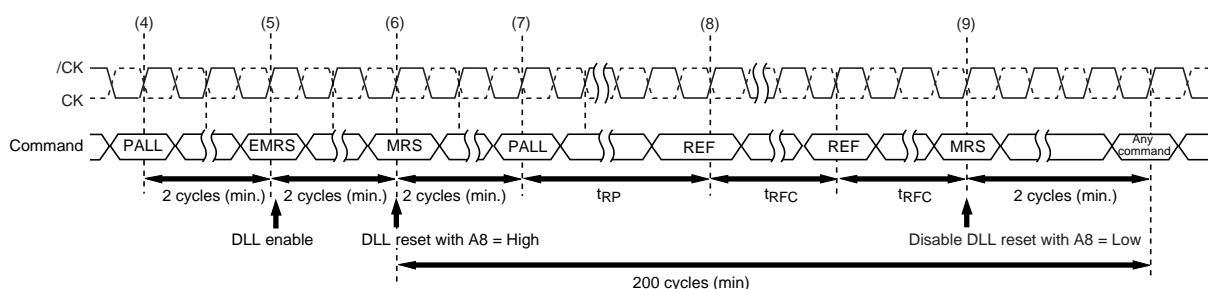 (4) (5) (6) (7) (8) (9)
/CK
CK
Command PALL EMRS MRS PALL REF REF MRS Any command
2 cycles (min.) 2 cycles (min.) 2 cycles (min.) tRP tRFC tRFC 2 cycles (min.)
DLL enable DLL reset with A8 = High Disable DLL reset with A8 = Low
200 cycles (min)